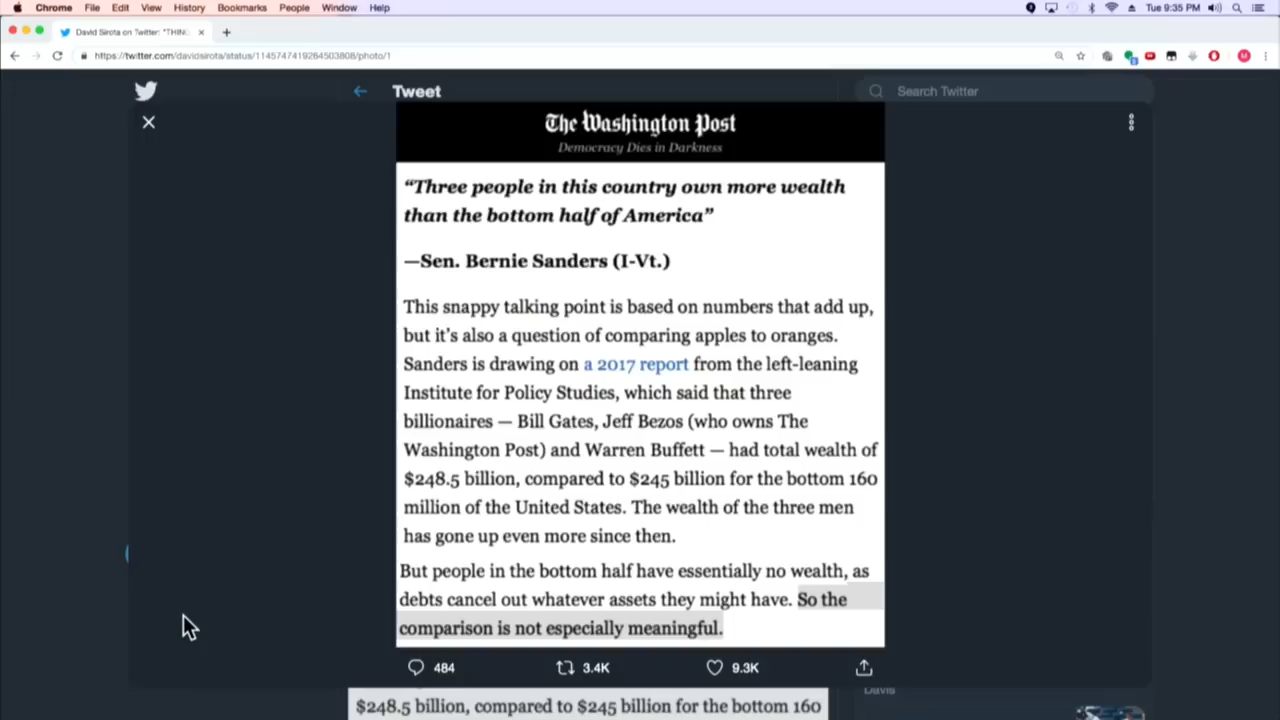 Chrome File Edit View History Bookmarks People Window Help Tue 9:35 PM
David Sirota on Twitter: "THIN
https://twitter.com/davidsirota/status/1145747419264503808/photo/1
Tweet
Search Twitter
The Washington Post
Democracy Dies in Darkness
“Three people in this country own more wealth
than the bottom half of America”
—Sen. Bernie Sanders (I-Vt.)
This snappy talking point is based on numbers that add up,
but it’s also a question of comparing apples to oranges.
Sanders is drawing on a 2017 report from the left-leaning
Institute for Policy Studies, which said that three
billionaires — Bill Gates, Jeff Bezos (who owns The
Washington Post) and Warren Buffett — had total wealth of
$248.5 billion, compared to $245 billion for the bottom 160
million of the United States. The wealth of the three men
has gone up even more since then.
But people in the bottom half have essentially no wealth, as
debts cancel out whatever assets they might have. So the
comparison is not especially meaningful.
484 3.4K 9.3K
Davis
$248.5 billion, compared to $245 billion for the bottom 160